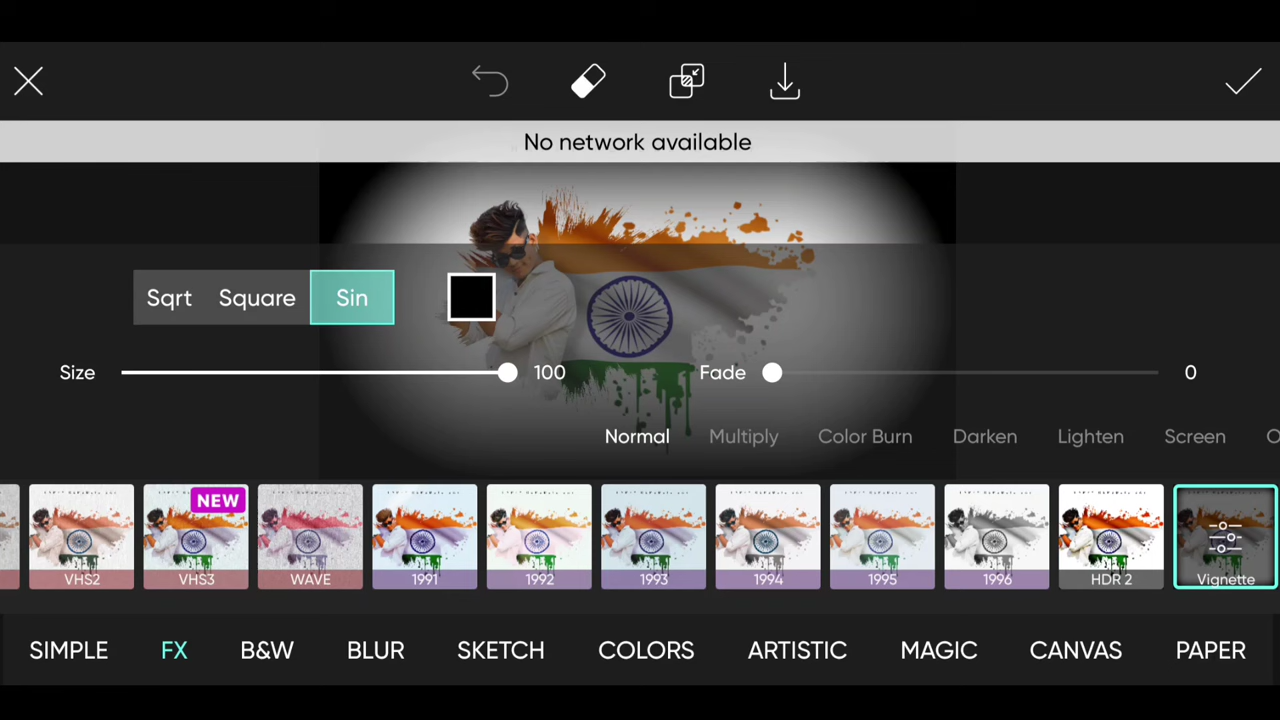 No network available
Sqrt Square Sin
Size 100 Fade 0
Normal Multiply Color Burn Darken Lighten Screen
NEW
VHS2 VHS3 WAVE 1991 1992 1993 1994 1995 1996 HDR 2 Vignette
SIMPLE FX B&W BLUR SKETCH COLORS ARTISTIC MAGIC CANVAS PAPER